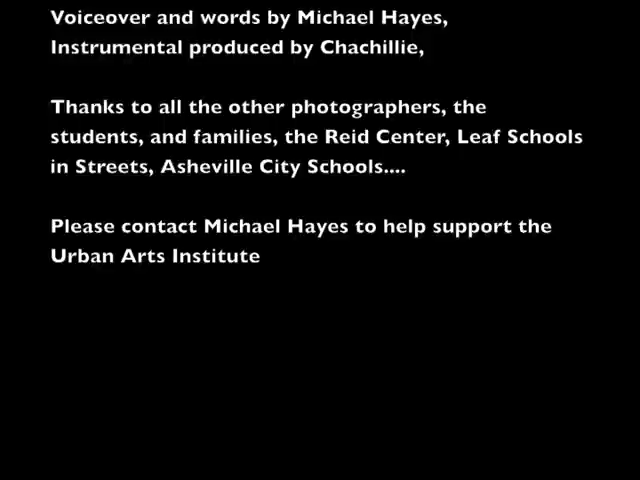 Voiceover and words by Michael Hayes,
Instrumental produced by Chachillie,
Thanks to all the other photographers, the
students, and families, the Reid Center, Leaf Schools
in Streets, Asheville City Schools....
Please contact Michael Hayes to help support the
Urban Arts Institute